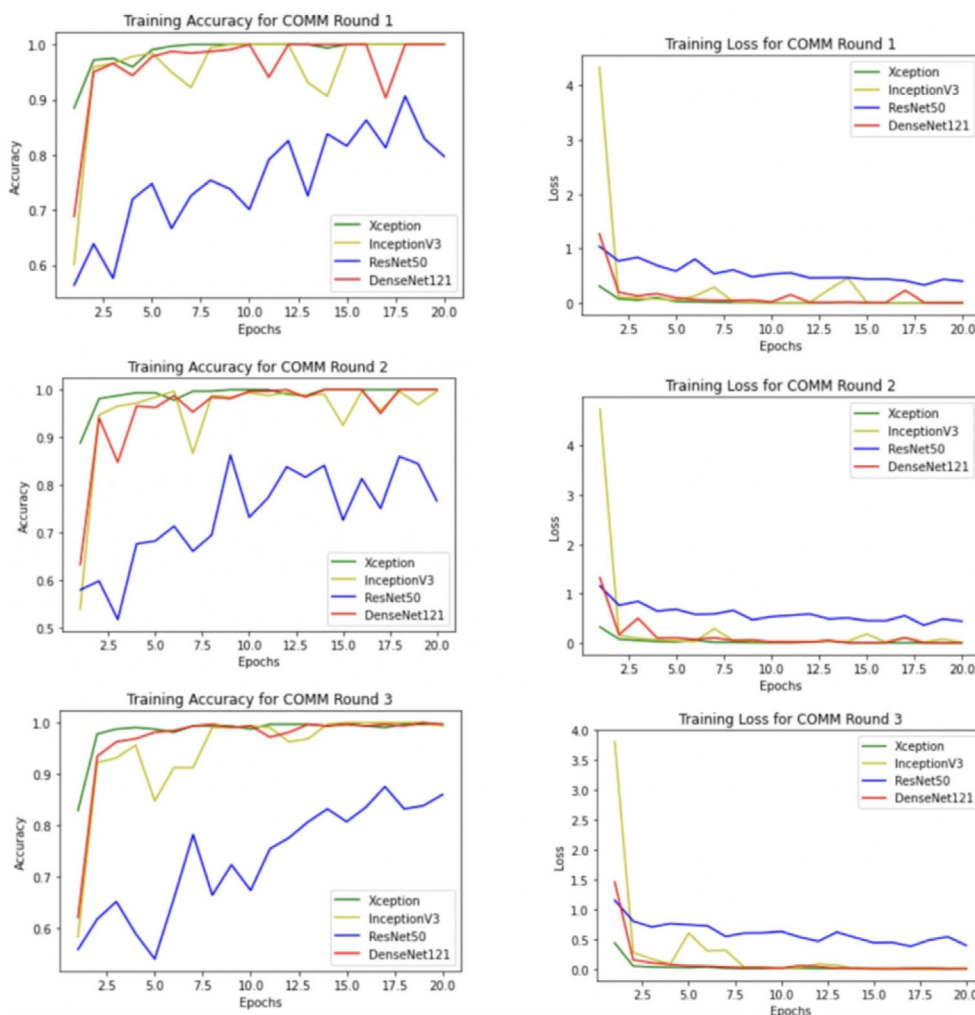 Training Accuracy for COMM Round 1
1.0
0.9
0.8
0.7
0.6
Accuracy
Xception
InceptionV3
ResNet50
DenseNet121
2.5 5.0 7.5 10.0 12.5 15.0 17.5 20.0
Epochs
Training Loss for COMM Round 1
4
3
2
1
0
Loss
Xception
InceptionV3
ResNet50
DenseNet121
2.5 5.0 7.5 10.0 12.5 15.0 17.5 20.0
Epochs
Training Accuracy for COMM Round 2
1.0
0.9
0.8
0.7
0.6
0.5
Accuracy
Xception
InceptionV3
ResNet50
DenseNet121
2.5 5.0 7.5 10.0 12.5 15.0 17.5 20.0
Epochs
Training Loss for COMM Round 2
4
3
2
1
0
Loss
Xception
InceptionV3
ResNet50
DenseNet121
2.5 5.0 7.5 10.0 12.5 15.0 17.5 20.0
Epochs
Training Accuracy for COMM Round 3
1.0
0.9
0.8
0.7
0.6
Accuracy
Xception
InceptionV3
ResNet50
DenseNet121
2.5 5.0 7.5 10.0 12.5 15.0 17.5 20.0
Epochs
Training Loss for COMM Round 3
4.0
3.5
3.0
2.5
2.0
1.5
1.0
0.5
0.0
Loss
Xception
InceptionV3
ResNet50
DenseNet121
2.5 5.0 7.5 10.0 12.5 15.0 17.5 20.0
Epochs